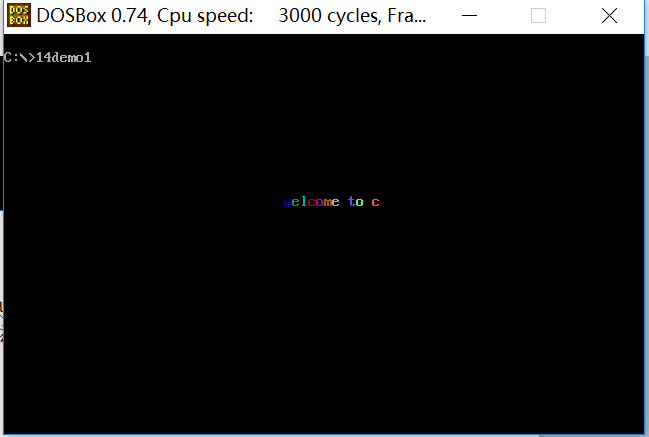 DOSBox 0.74, Cpu speed: 3000 cycles, Fra...
C:\>14demo1
welcome to c